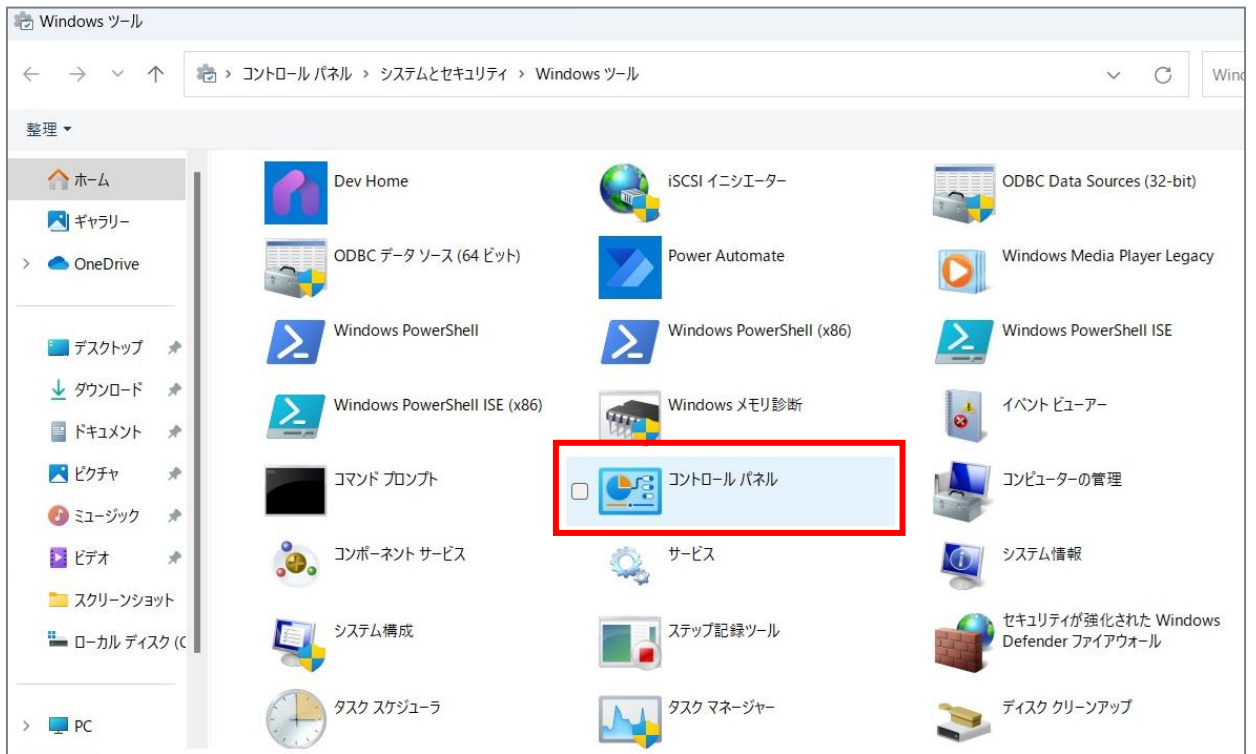 Windows ツール
コントロール パネル > システムとセキュリティ > Windows ツール
Wind
整理
ホーム
ギャラリー
OneDrive
デスクトップ
ダウンロード
ドキュメント
ピクチャ
ミュージック
ビデオ
スクリーンショット
ローカル ディスク (C
PC
Dev Home
iSCSI イニシエーター
ODBC Data Sources (32-bit)
ODBC データ ソース (64 ビット)
Power Automate
Windows Media Player Legacy
Windows PowerShell
Windows PowerShell (x86)
Windows PowerShell ISE
Windows PowerShell ISE (x86)
Windows メモリ診断
イベント ビューアー
コマンド プロンプト
コントロール パネル
コンピューターの管理
コンポーネント サービス
サービス
システム情報
システム構成
ステップ記録ツール
セキュリティが強化された Windows
Defender ファイアウォール
タスク スケジューラ
タスク マネージャー
ディスク クリーンアップ